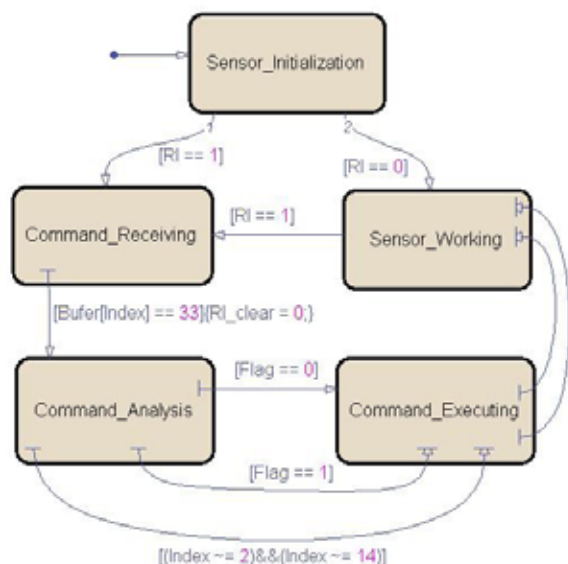 Sensor_Initialization
1
2
[RI == 1]
[RI == 0]
Command_Receiving
[RI == 1]
Sensor_Working
[Bufer[Index] == 33]{RI_clear = 0;}
[Flag == 0]
Command_Analysis
Command_Executing
[Flag == 1]
[(Index ~= 2)&&(Index ~= 14)]